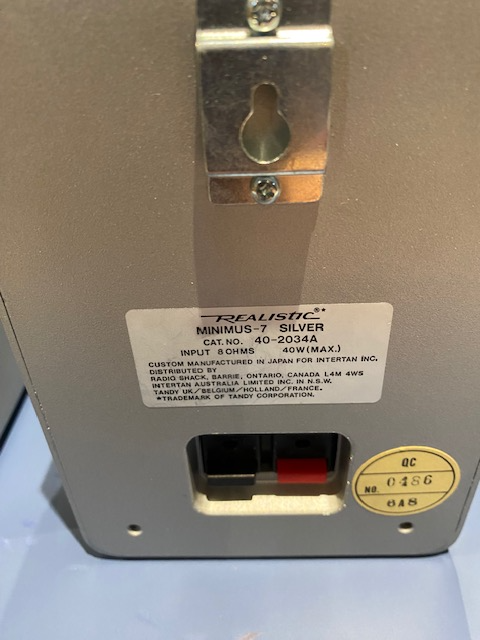 REALISTIC®*
MINIMUS-7 SILVER
CAT. NO. 40-2034A
INPUT 8 OHMS 40W (MAX.)
CUSTOM MANUFACTURED IN JAPAN FOR INTERTAN INC.
DISTRIBUTED BY
RADIO SHACK, BARRIE, ONTARIO, CANADA L4M 4W5
INTERTAN AUSTRALIA LIMITED INC. IN N.S.W.
TANDY UK/BELGIUM/HOLLAND/FRANCE.
*TRADEMARK OF TANDY CORPORATION.
QC
NO. 0486
6A8